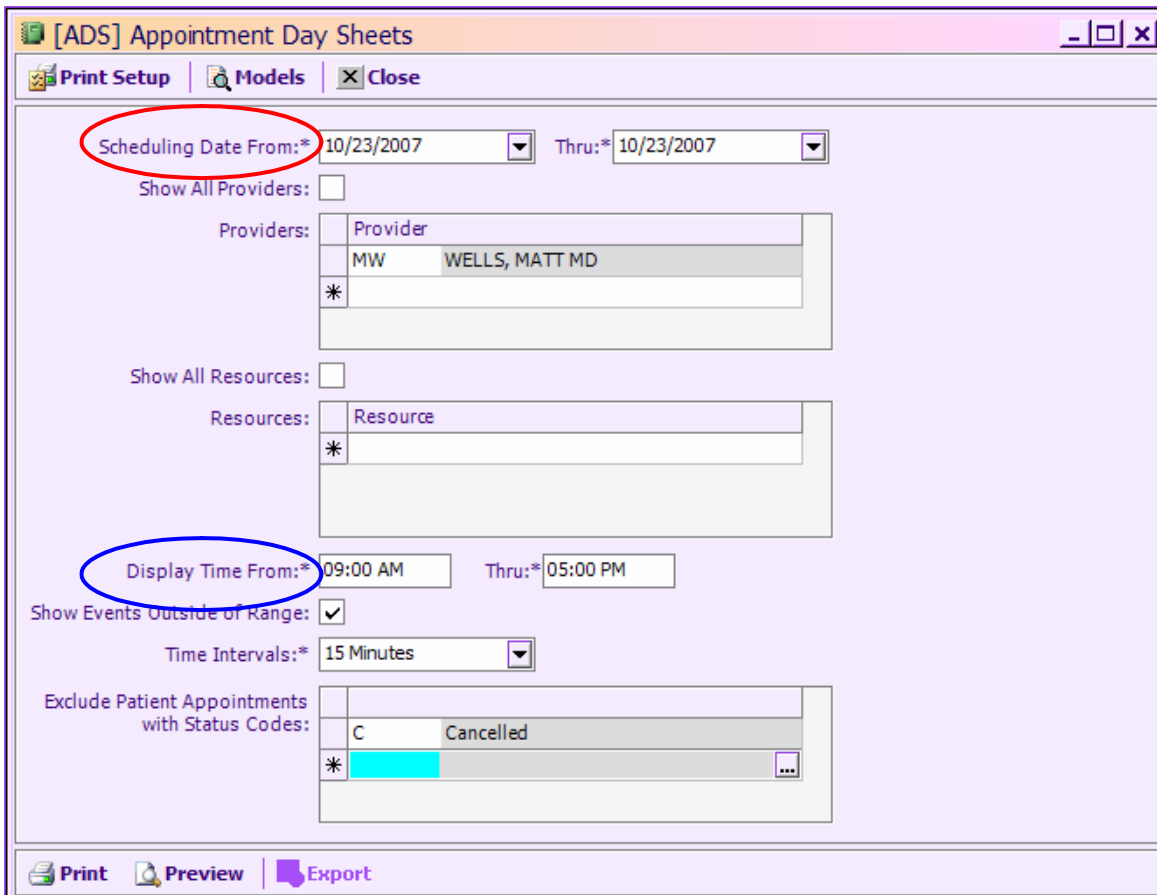 [ADS] Appointment Day Sheets
Print Setup Models Close
Scheduling Date From:* 10/23/2007 Thru:* 10/23/2007
Show All Providers:
Providers: Provider
MW WELLS, MATT MD
Show All Resources:
Resources: Resource
Display Time From:* 09:00 AM Thru:* 05:00 PM
Show Events Outside of Range:
Time Intervals:* 15 Minutes
Exclude Patient Appointments
with Status Codes:
C Cancelled
...
Print Preview Export